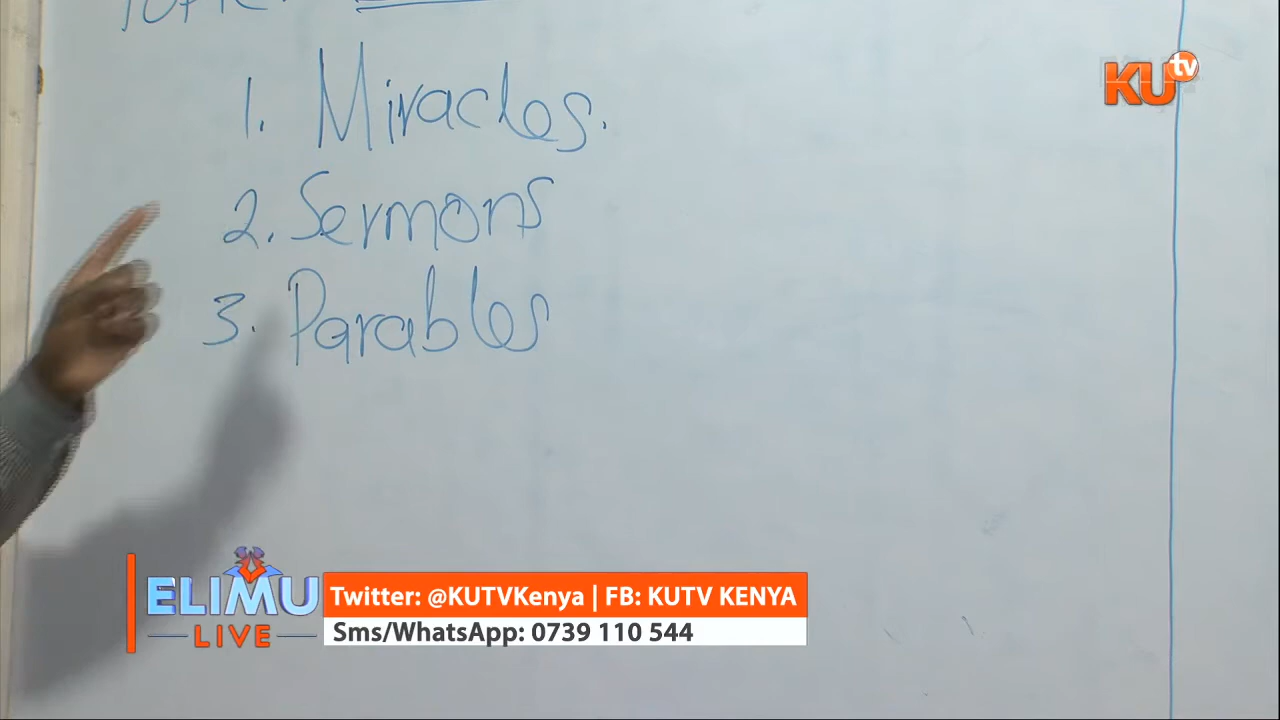 Topic:
1. Miracles.
2. Sermons
3. Parables
KU tv
ELIMU
LIVE
Twitter: @KUTVKenya | FB: KUTV KENYA
Sms/WhatsApp: 0739 110 544